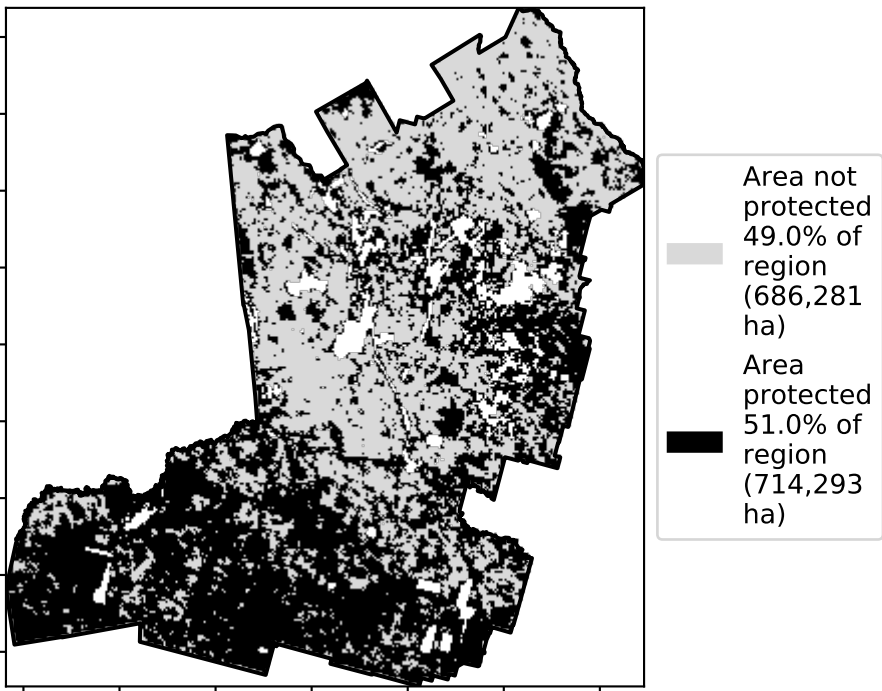 Area not
protected
49.0% of
region
(686,281
ha)
Area
protected
51.0% of
region
(714,293
ha)